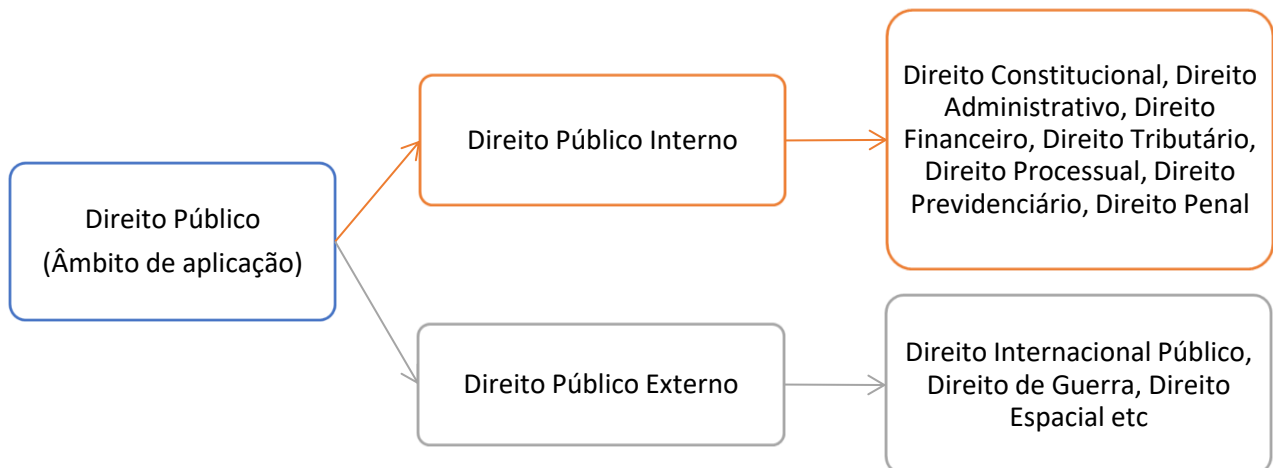 Direito Público
(Âmbito de aplicação)
Direito Público Interno
Direito Constitucional, Direito
Administrativo, Direito
Financeiro, Direito Tributário,
Direito Processual, Direito
Previdenciário, Direito Penal
Direito Público Externo
Direito Internacional Público,
Direito de Guerra, Direito
Espacial etc